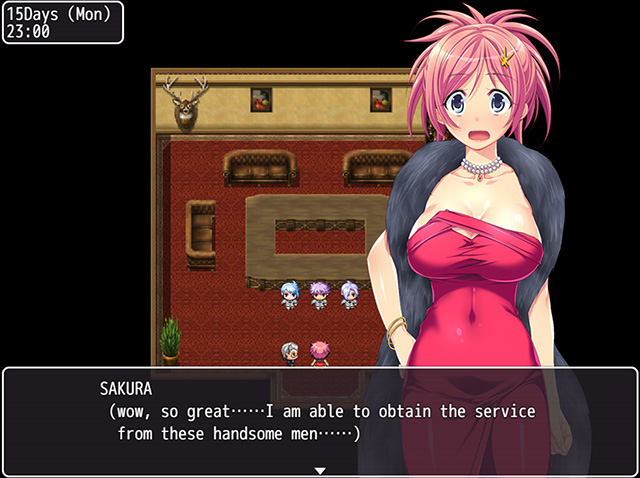 15Days (Mon)
23:00
SAKURA
(wow, so great……I am able to obtain the service
from these handsome men……)